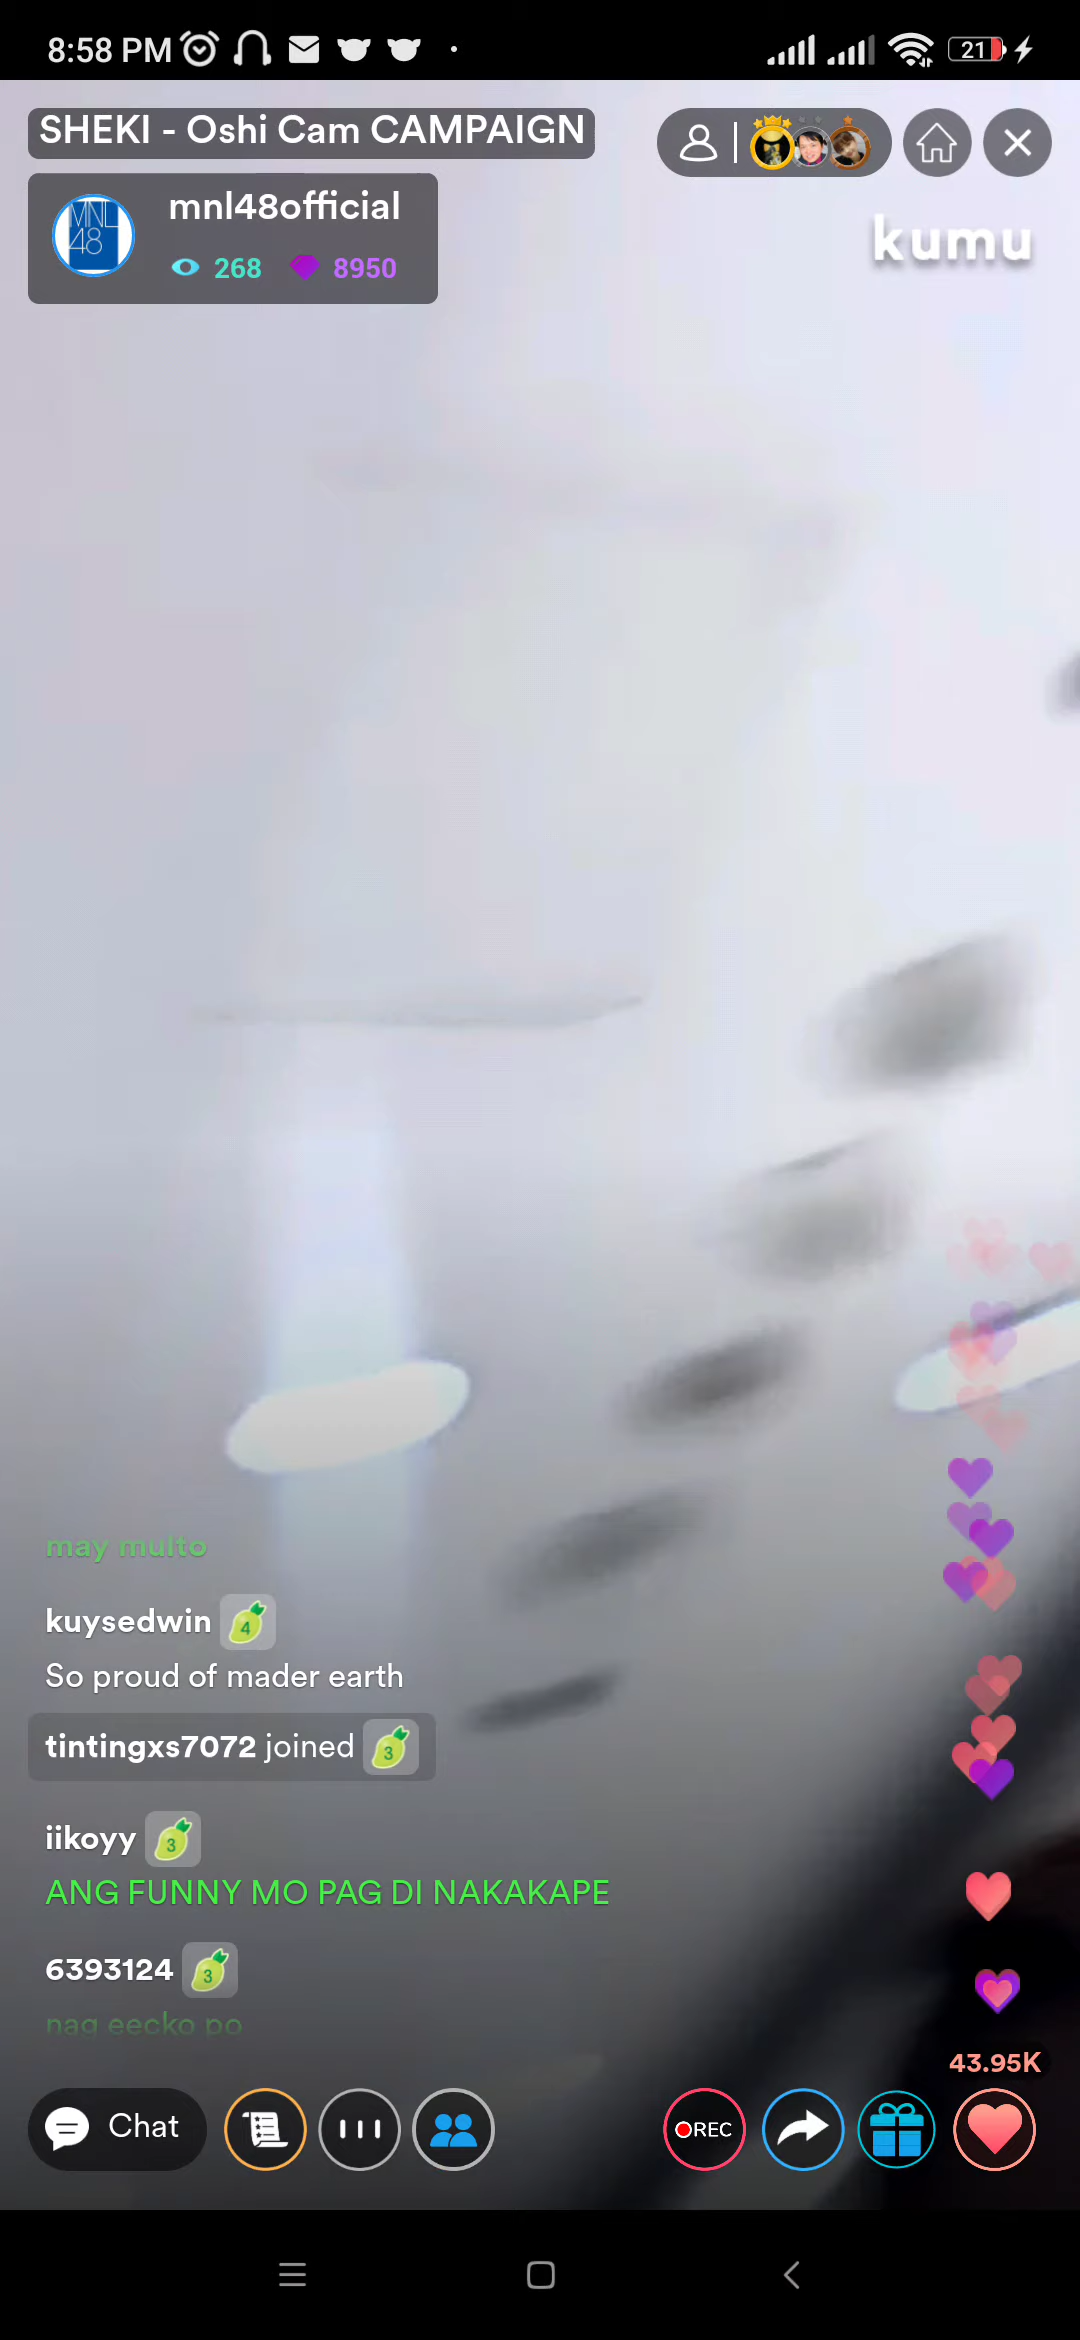 8:58 PM
21
SHEKI - Oshi Cam CAMPAIGN
MNL
48
mnl48official
268 8950
kumu
may multo
kuysedwin 4
So proud of mader earth
tintingxs7072 joined 3
iikoyy 3
ANG FUNNY MO PAG DI NAKAKAPE
6393124 3
nag eecko po
43.95K
Chat
REC